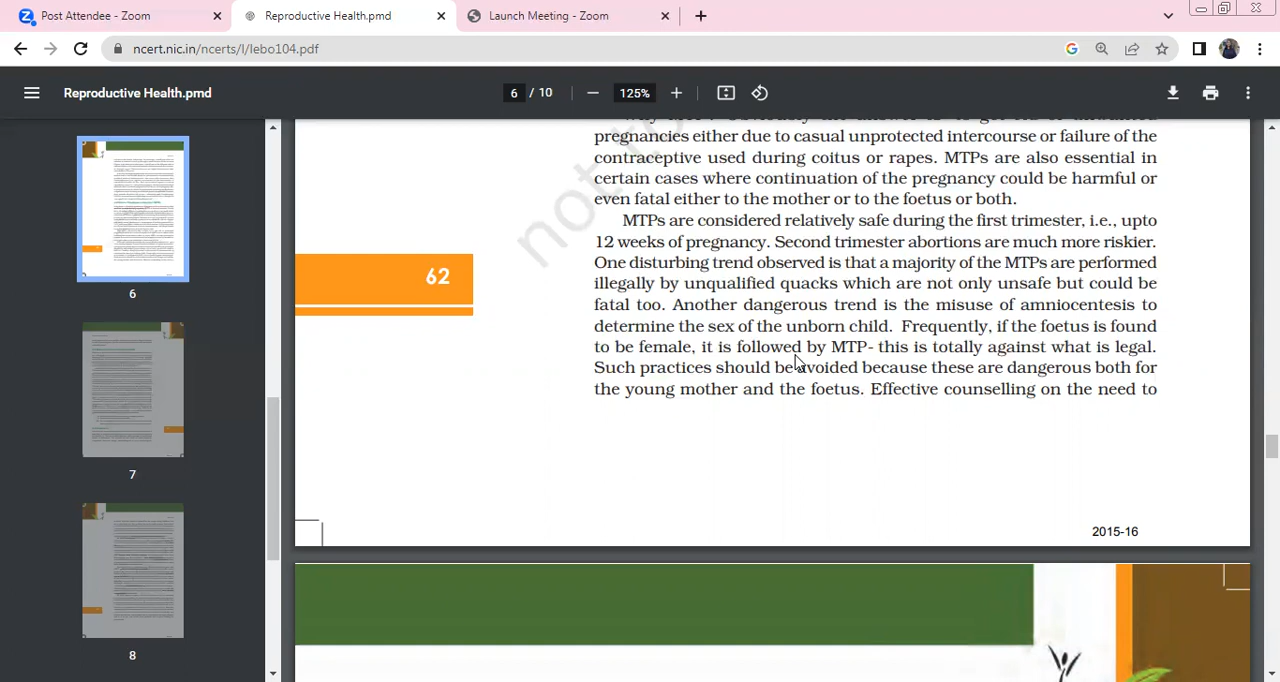 Post Attendee - Zoom
Reproductive Health.pmd
Launch Meeting - Zoom
ncert.nic.in/ncerts/l/lebo104.pdf
Reproductive Health.pmd
6 / 10
125%
pregnancies either due to casual unprotected intercourse or failure of the
contraceptive used during coitus or rapes. MTPs are also essential in
certain cases where continuation of the pregnancy could be harmful or
even fatal either to the mother or to the foetus or both.
MTPs are considered relatively safe during the first trimester, i.e., upto
12 weeks of pregnancy. Second trimester abortions are much more riskier.
One disturbing trend observed is that a majority of the MTPs are performed
illegally by unqualified quacks which are not only unsafe but could be
fatal too. Another dangerous trend is the misuse of amniocentesis to
determine the sex of the unborn child. Frequently, if the foetus is found
to be female, it is followed by MTP- this is totally against what is legal.
Such practices should be avoided because these are dangerous both for
the young mother and the foetus. Effective counselling on the need to
62
not
2015-16
6
7
8